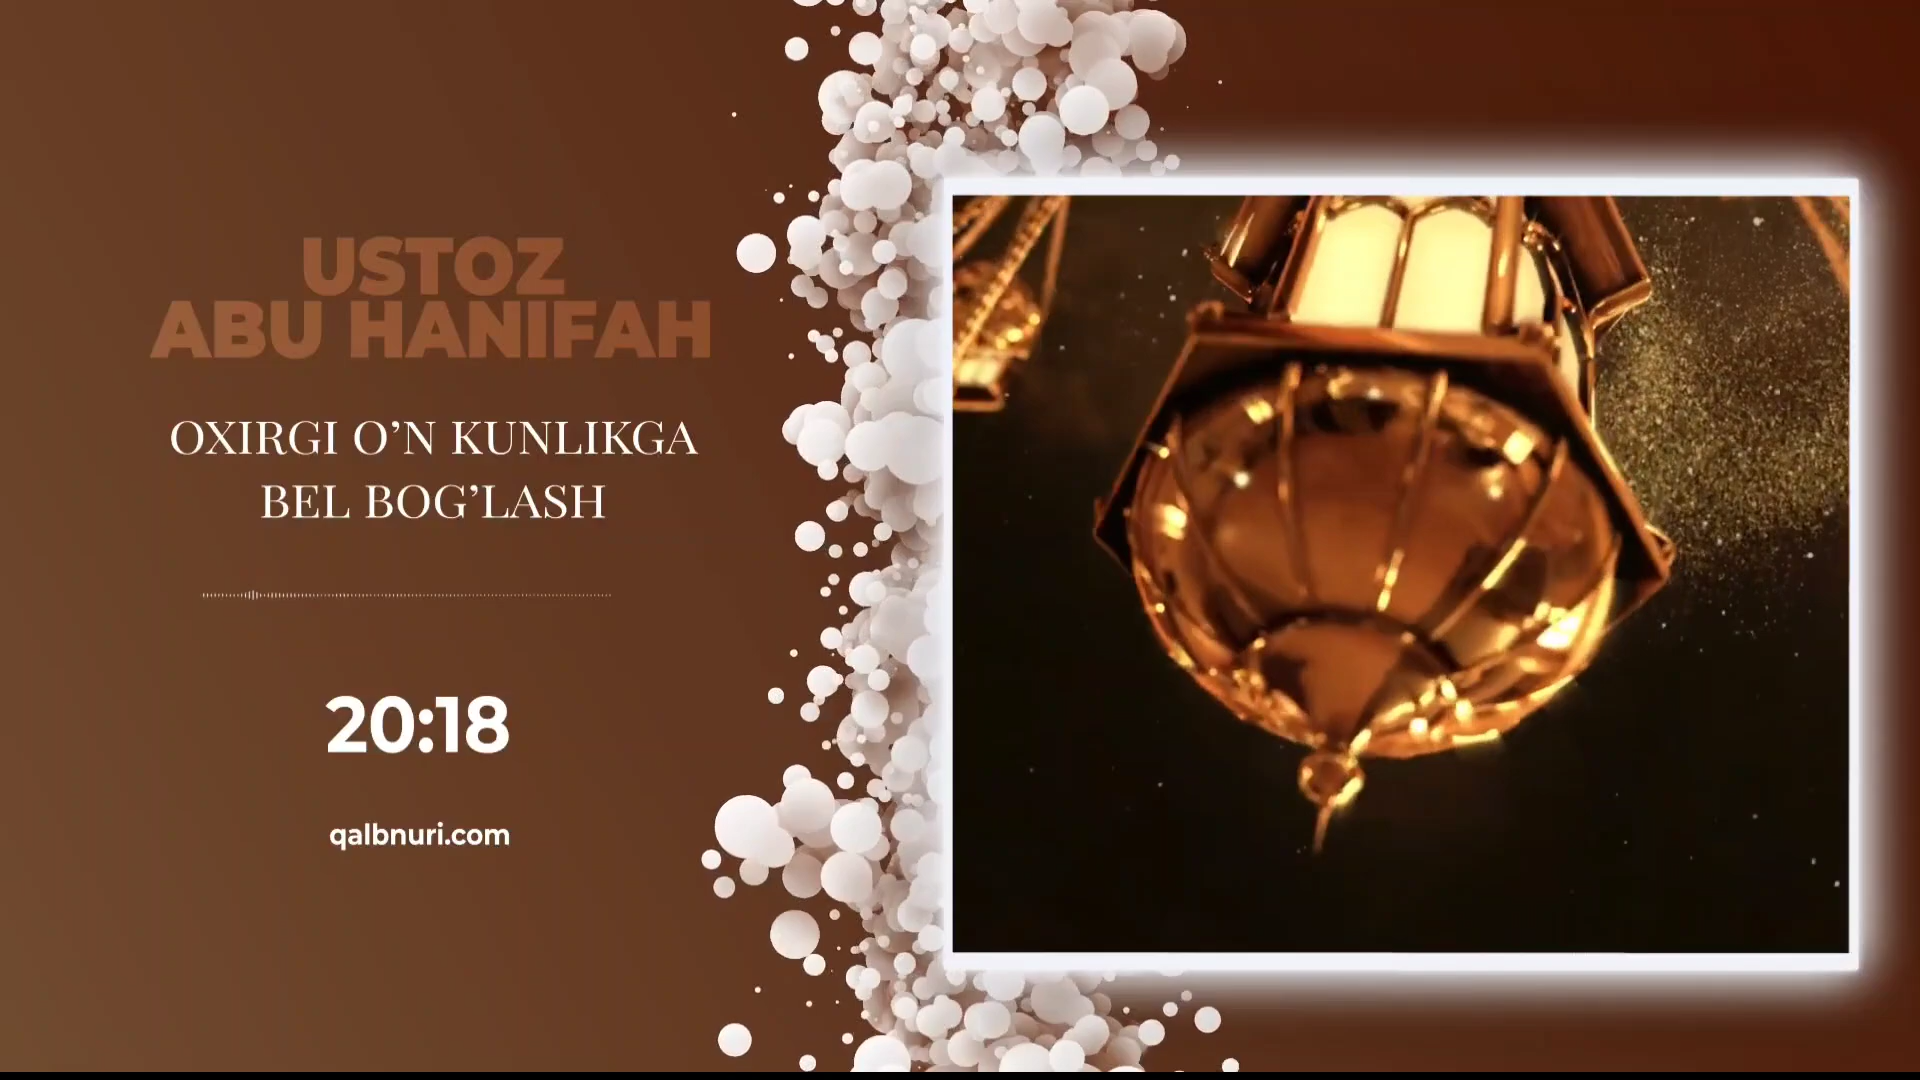 USTOZ
ABU HANIFAH
OXIRGI O’N KUNLIKGA
BEL BOG’LASH
20:18
qalbnuri.com